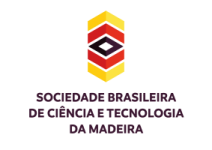 SOCIEDADE BRASILEIRA
DE CIÊNCIA E TECNOLOGIA
DA MADEIRA